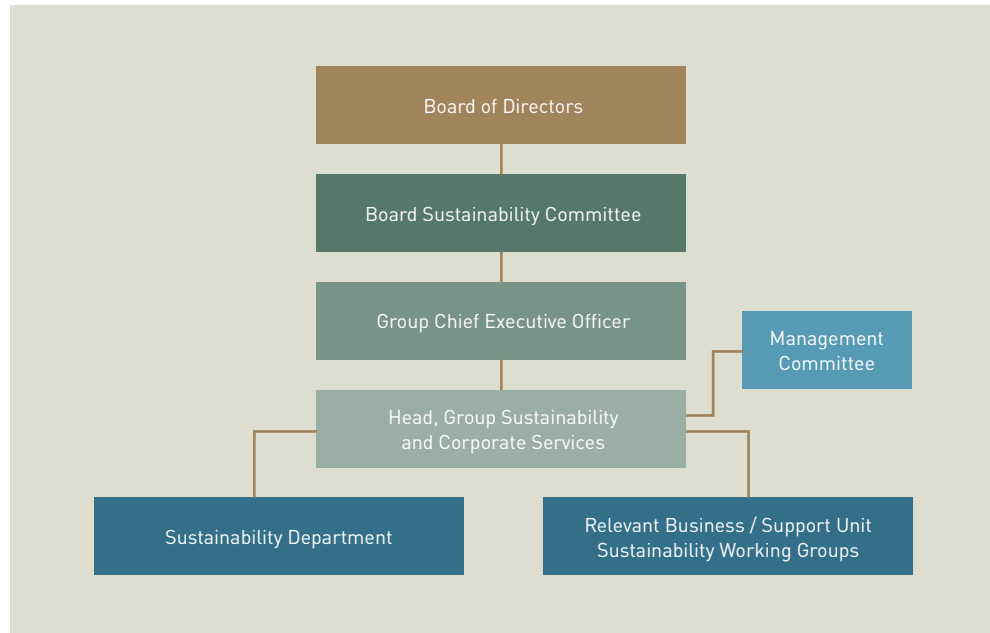 Board of Directors
Board Sustainability Committee
Group Chief Executive Officer
Management
Committee
Head, Group Sustainability
and Corporate Services
Sustainability Department
Relevant Business / Support Unit
Sustainability Working Groups